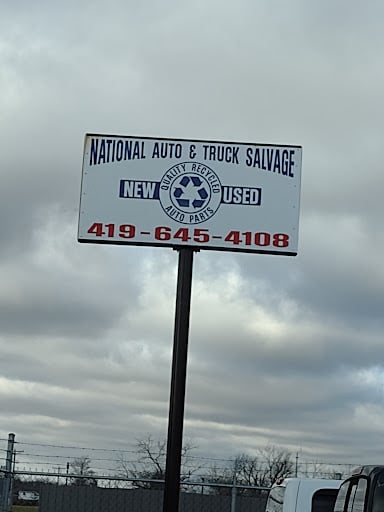 NATIONAL AUTO & TRUCK SALVAGE
QUALITY RECYCLED
NEW USED
AUTO PARTS
419-645-4108